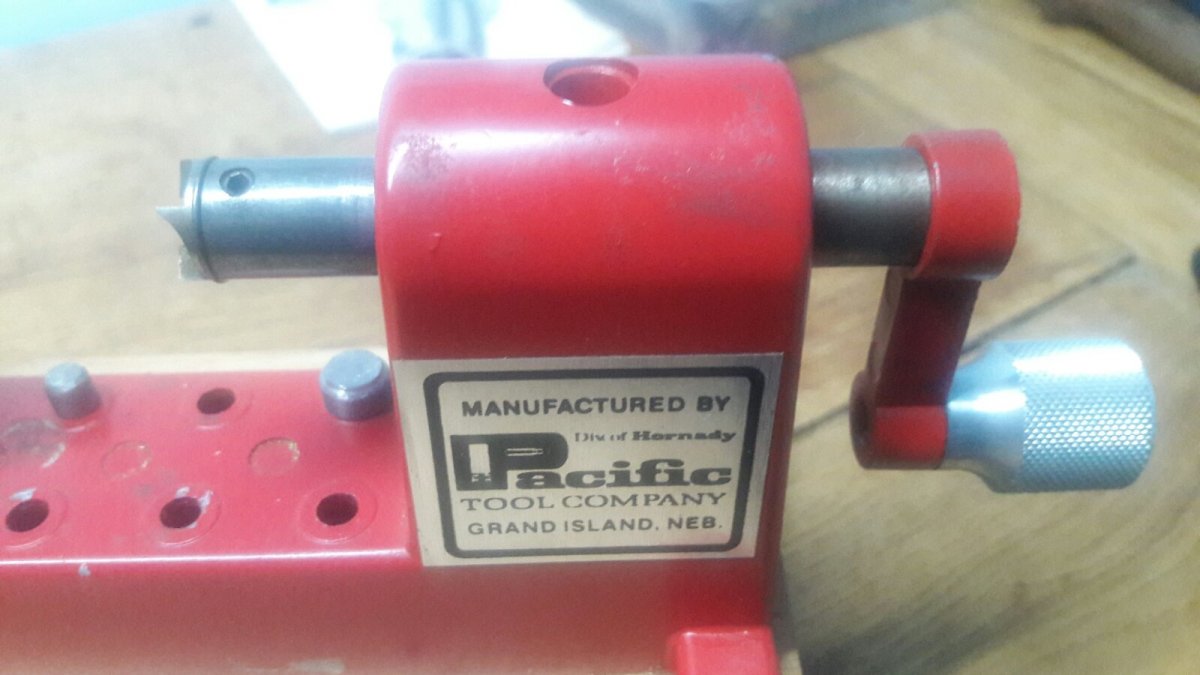 MANUFACTURED BY
Div of Hornady
Pacific
TOOL COMPANY
GRAND ISLAND, NEB.